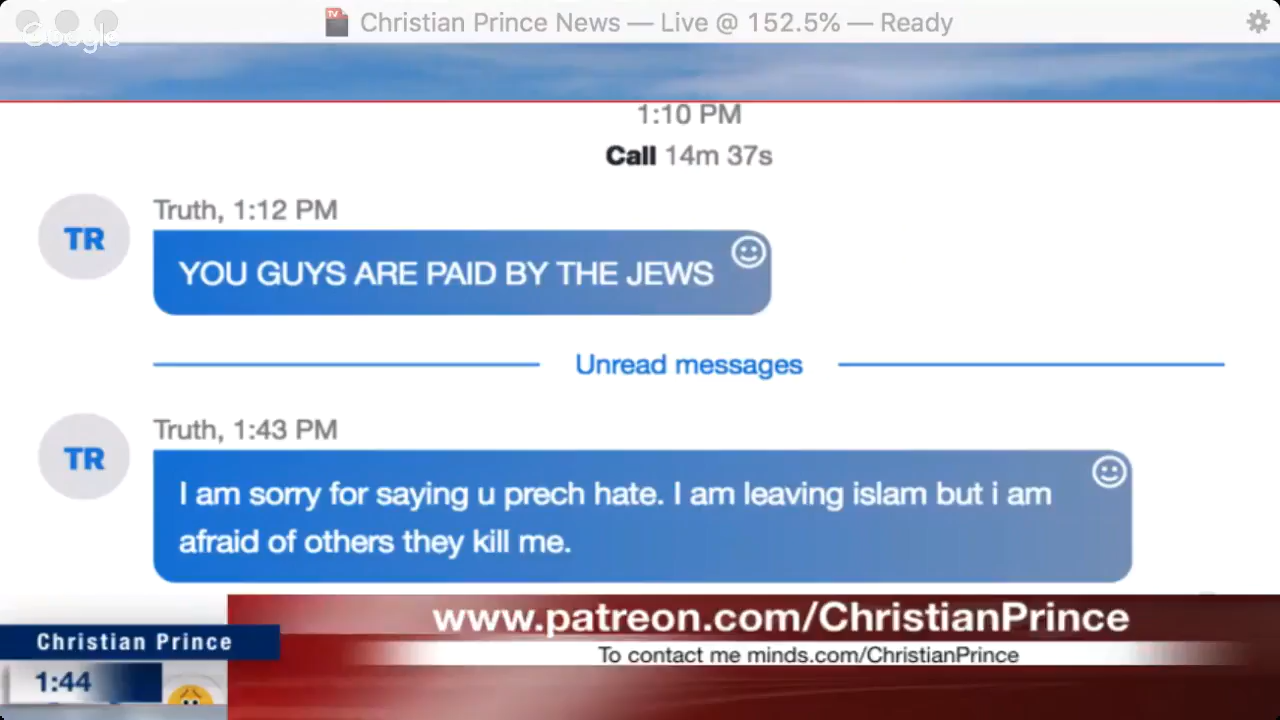 Christian Prince News — Live @ 152.5% — Ready
Google
1:10 PM
Call 14m 37s
Truth, 1:12 PM
TR
YOU GUYS ARE PAID BY THE JEWS
Unread messages
Truth, 1:43 PM
TR
I am sorry for saying u prech hate. I am leaving islam but i am
afraid of others they kill me.
www.patreon.com/ChristianPrince
Christian Prince
To contact me minds.com/ChristianPrince
1:44